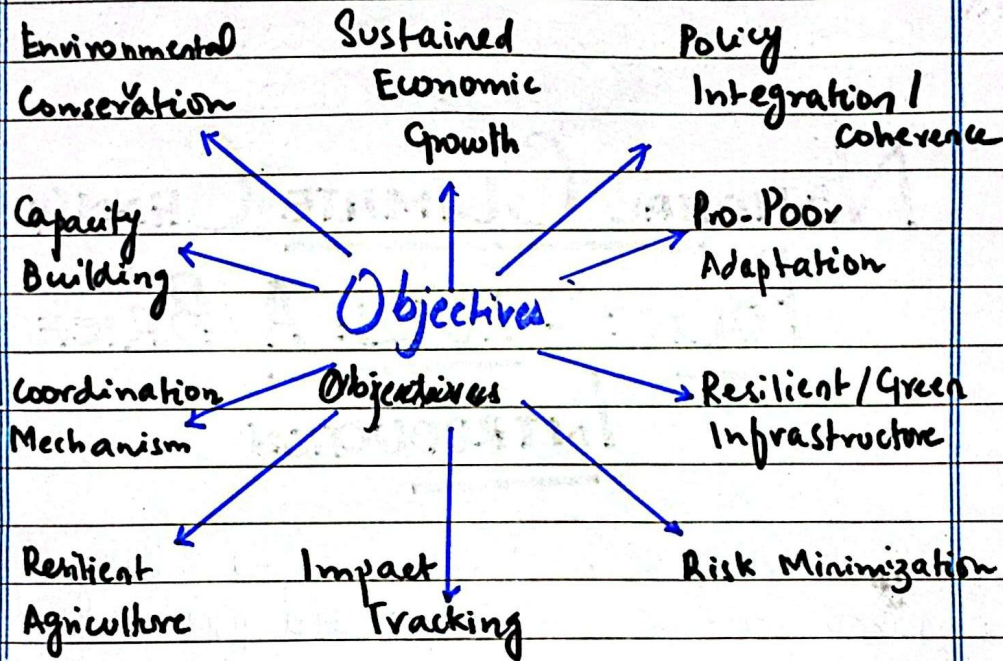 Environmental
Conservation
Sustained
Economic
Growth
Policy
Integration /
Coherence
Capacity
Building
Pro-Poor
Adaptation
Objectives
Objectives
Coordination
Mechanism
Resilient/Green
Infrastructure
Resilient
Agriculture
Impact
Tracking
Risk Minimization